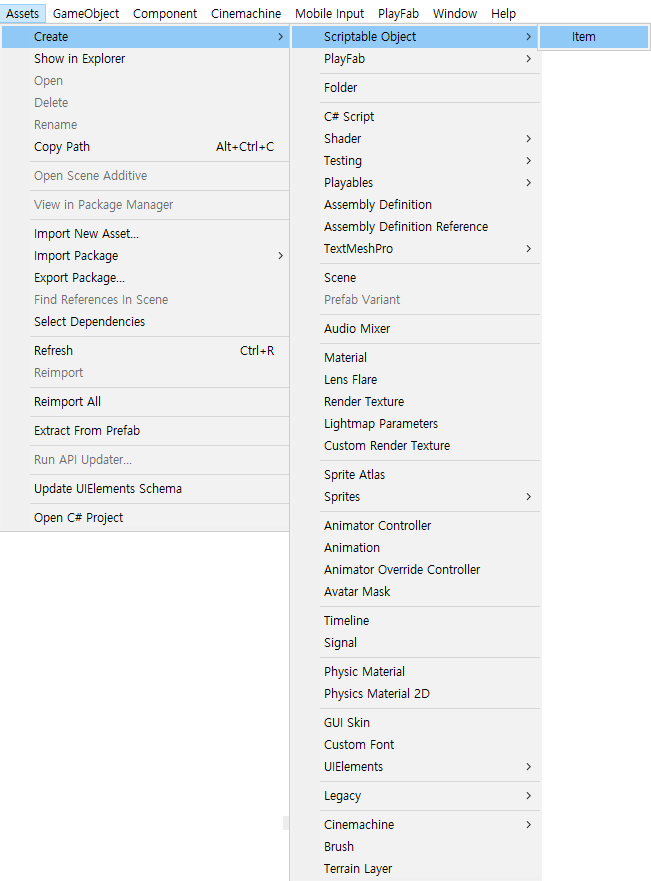 Assets GameObject Component Cinemachine Mobile Input PlayFab Window Help
Create
Show in Explorer
Open
Delete
Rename
Copy Path Alt+Ctrl+C
Open Scene Additive
View in Package Manager
Import New Asset...
Import Package
Export Package...
Find References In Scene
Select Dependencies
Refresh Ctrl+R
Reimport
Reimport All
Extract From Prefab
Run API Updater...
Update UIElements Schema
Open C# Project
Scriptable Object
PlayFab
Folder
C# Script
Shader
Testing
Playables
Assembly Definition
Assembly Definition Reference
TextMeshPro
Scene
Prefab Variant
Audio Mixer
Material
Lens Flare
Render Texture
Lightmap Parameters
Custom Render Texture
Sprite Atlas
Sprites
Animator Controller
Animation
Animator Override Controller
Avatar Mask
Timeline
Signal
Physic Material
Physics Material 2D
GUI Skin
Custom Font
UIElements
Legacy
Cinemachine
Brush
Terrain Layer
Item